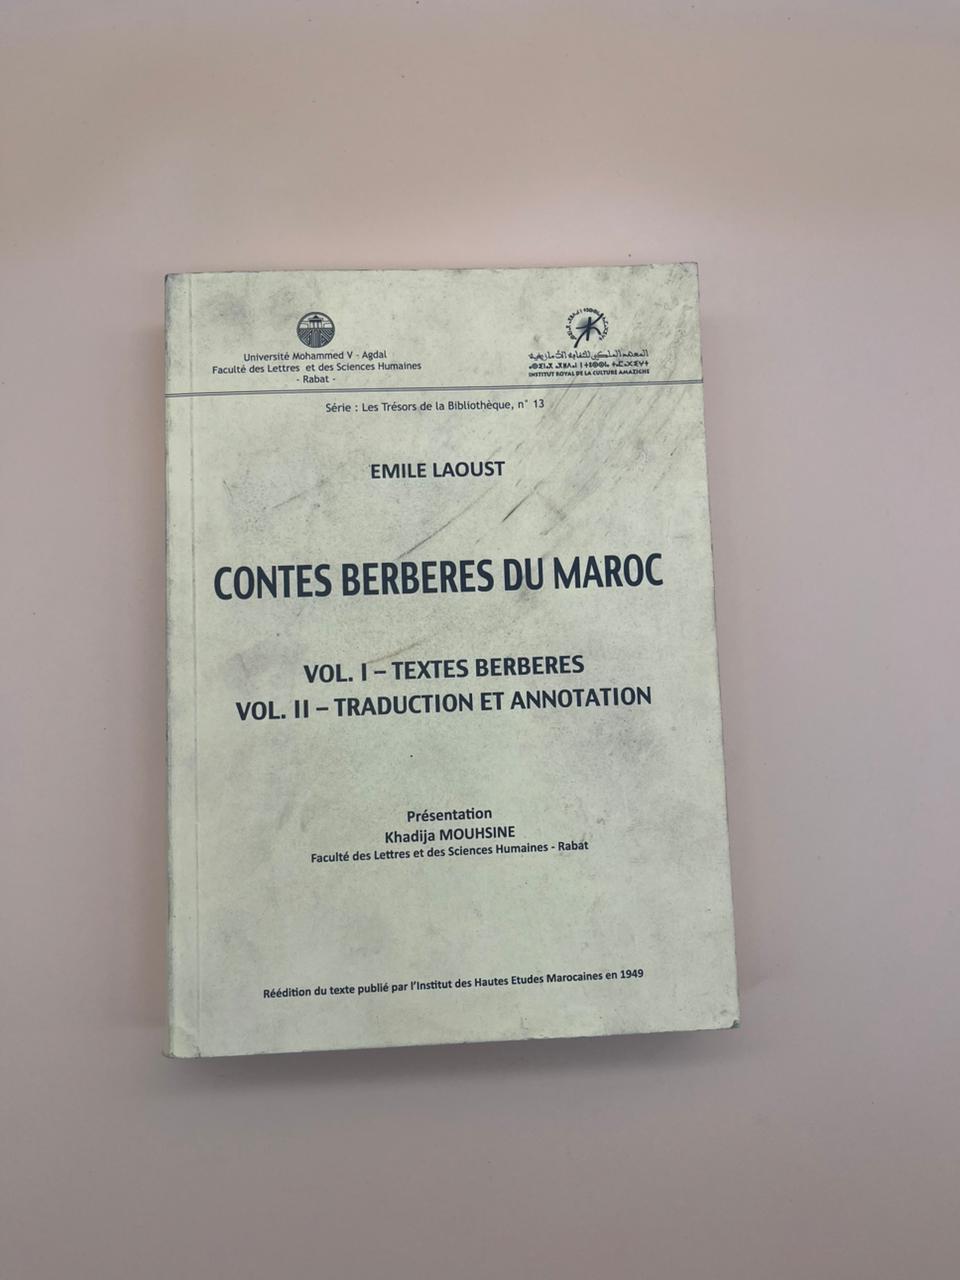 Université Mohammed V - Agdal
Faculté des Lettres et des Sciences Humaines
- Rabat -
المعهد الملكي للثقافة الأمازيغية
INSTITUT ROYAL DE LA CULTURE AMAZIGHE
Série : Les Trésors de la Bibliothèque, n° 13
EMILE LAOUST
CONTES BERBERES DU MAROC
VOL. I – TEXTES BERBERES
VOL. II – TRADUCTION ET ANNOTATION
Présentation
Khadija MOUHSINE
Faculté des Lettres et des Sciences Humaines - Rabat
Réédition du texte publié par l'Institut des Hautes Etudes Marocaines en 1949